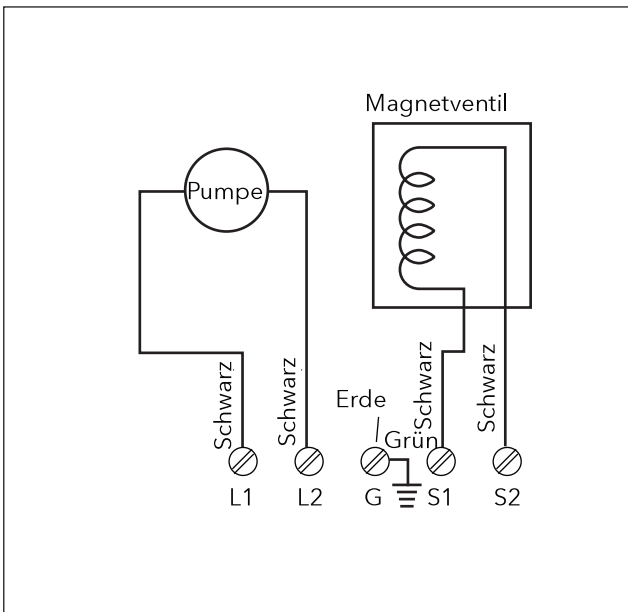 Magnetventil
Pumpe
Schwarz
Schwarz
Erde
Grün
Schwarz
Schwarz
L1
L2
G
S1
S2